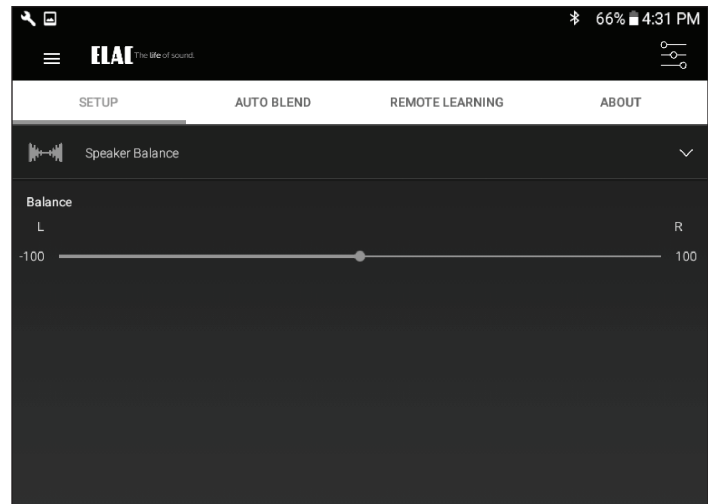 66% 4:31 PM
ELAC The life of sound.
SETUP AUTO BLEND REMOTE LEARNING ABOUT
Speaker Balance
Balance
L R
-100 100